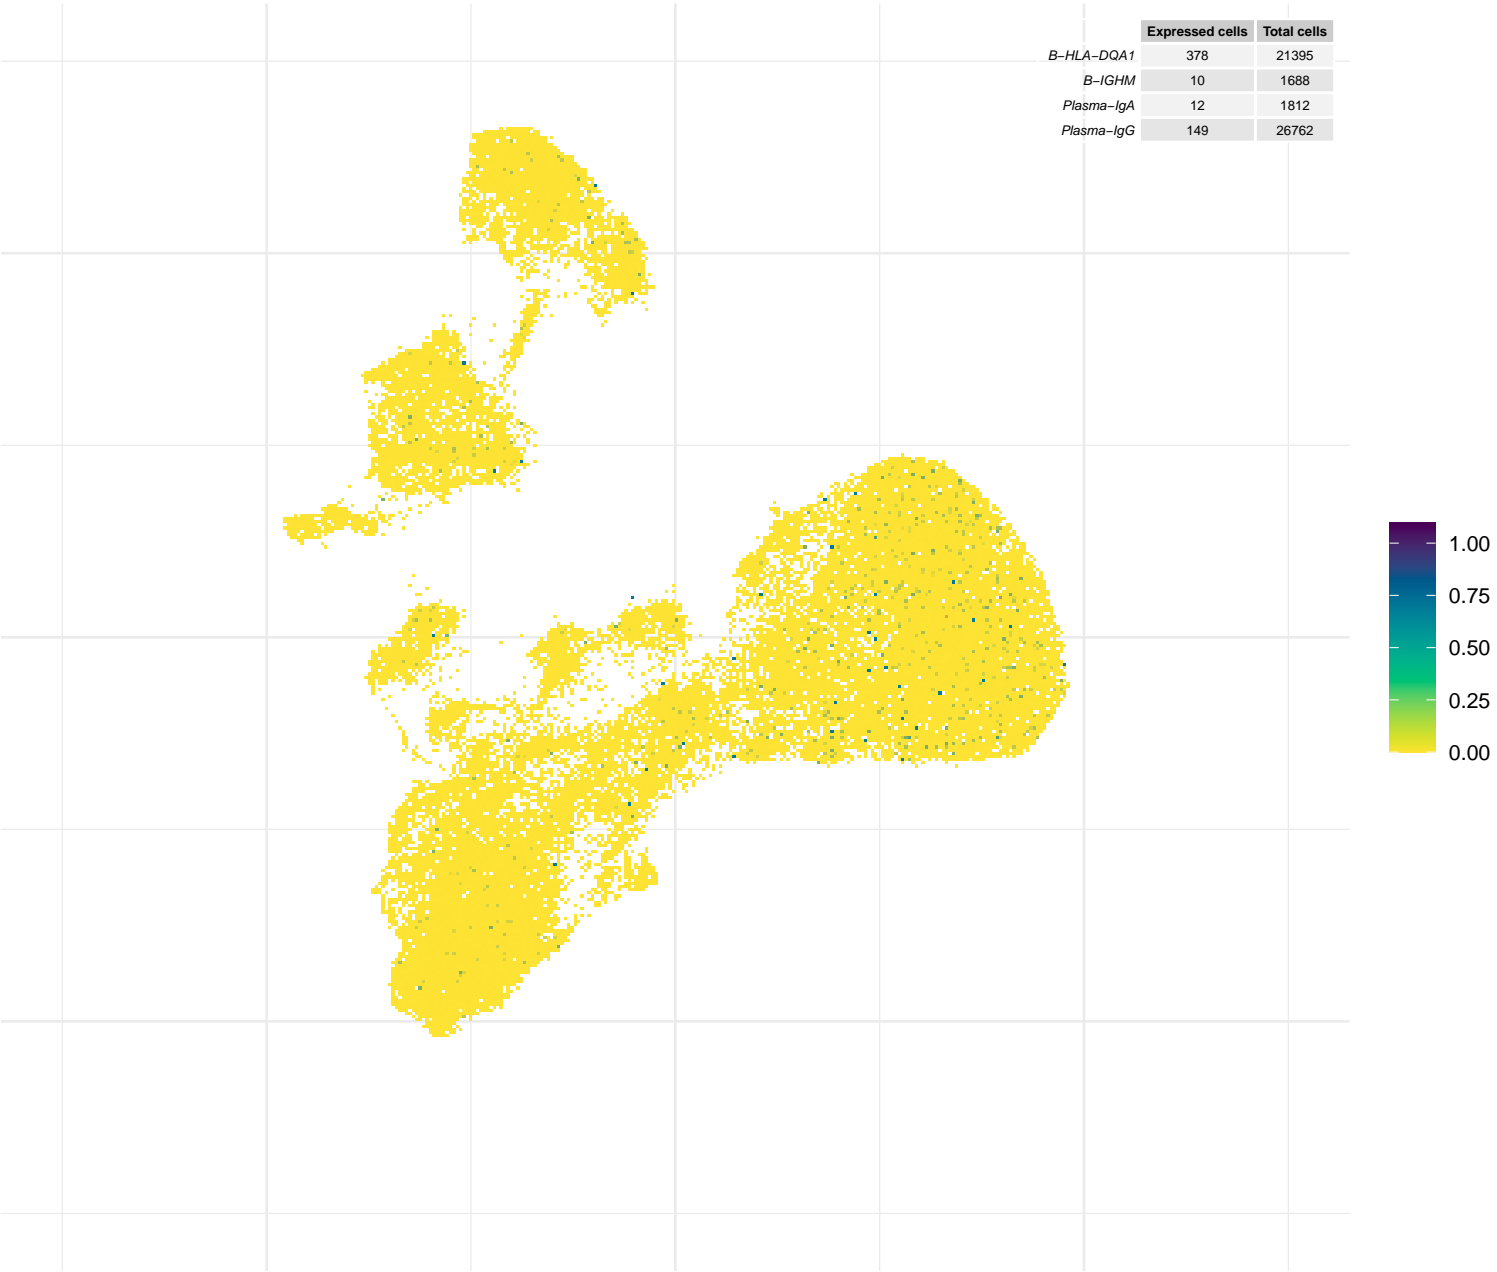 Expressed cells Total cells
B−HLA−DQA1 378 21395
B−IGHM 10 1688
Plasma−IgA 12 1812
Plasma−IgG 149 26762
1.00
0.75
0.50
0.25
0.00